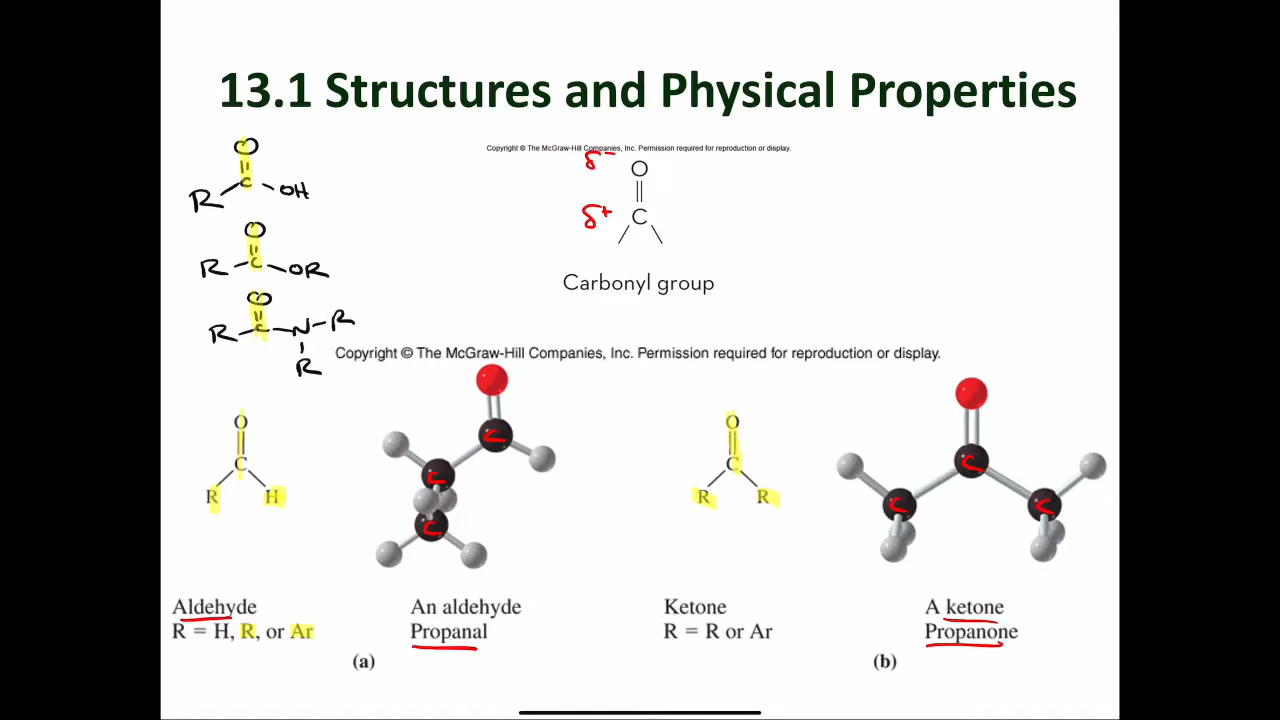 13.1 Structures and Physical Properties
Copyright © The McGraw-Hill Companies, Inc. Permission required for reproduction or display.
O
C
R
OH
δ-
O
δ+
C
Carbonyl group
O
C
R
OR
O
C
R
N
R
R
Copyright © The McGraw-Hill Companies, Inc. Permission required for reproduction or display.
O
C
R
H
C
C
C
O
C
R
R
C
C
C
Aldehyde
R = H, R, or Ar
An aldehyde
Propanal
(a)
Ketone
R = R or Ar
A ketone
Propanone
(b)